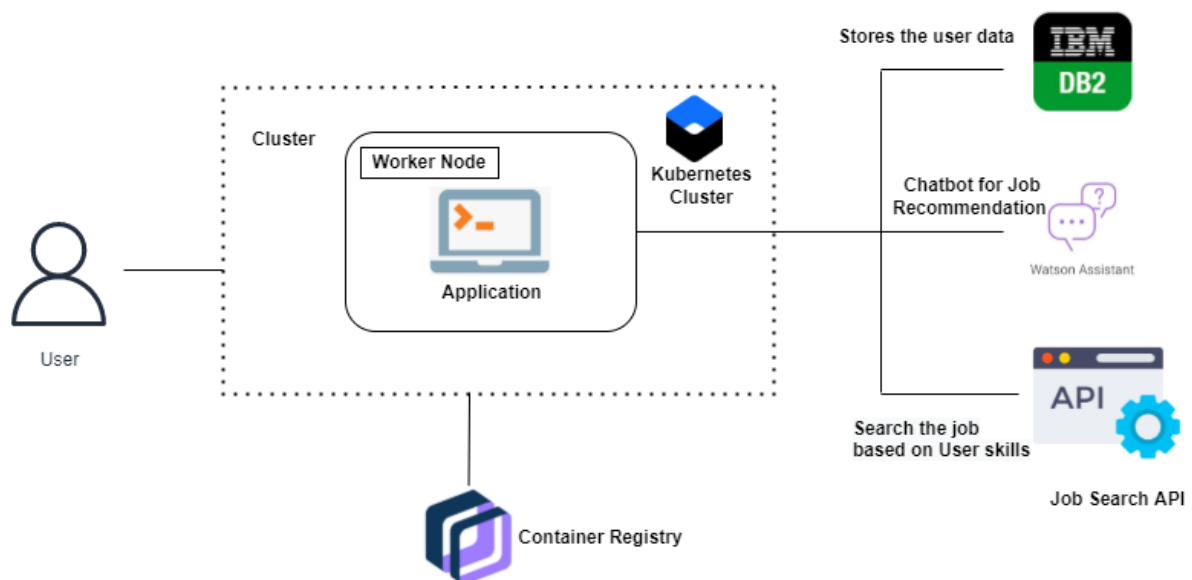 Stores the user data
IBM
DB2
Cluster
Worker Node
Kubernetes
Cluster
Application
Chatbot for Job
Recommendation
?
Watson Assistant
User
API
Search the job
based on User skills
Job Search API
Container Registry